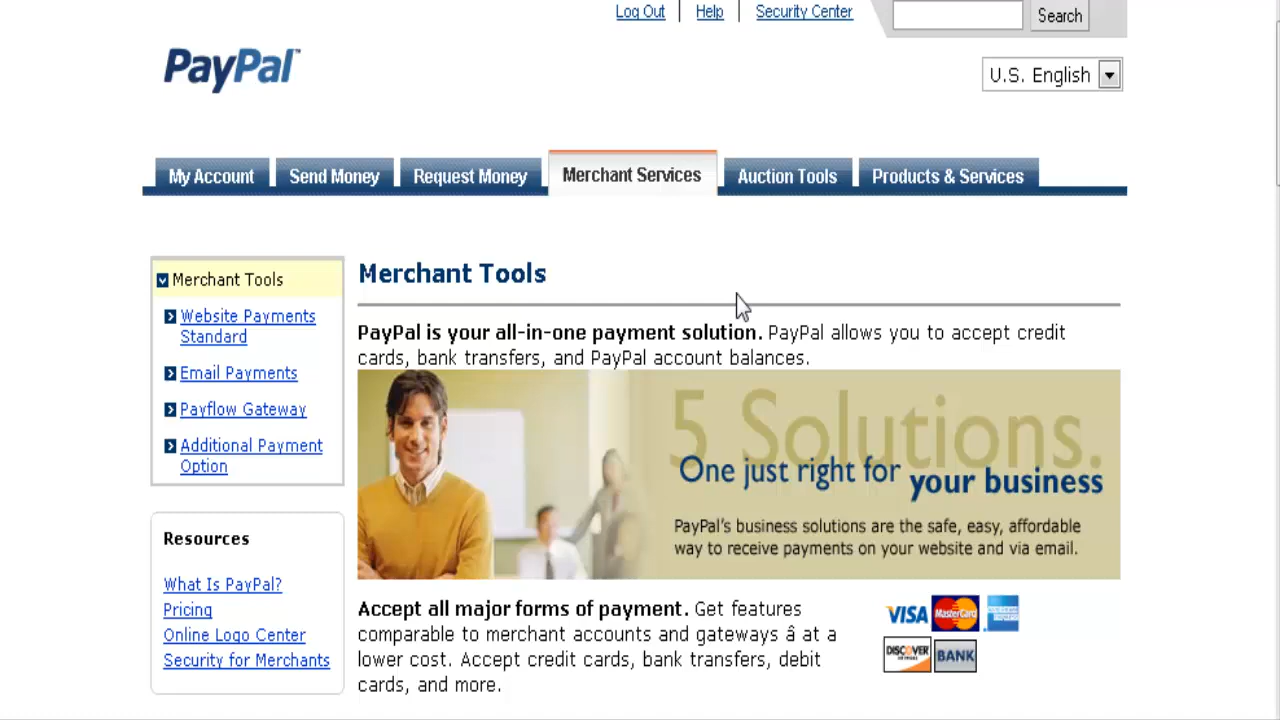 Log Out | Help | Security Center Search
PayPal™
U.S. English
My Account Send Money Request Money Merchant Services Auction Tools Products & Services
Merchant Tools
Website Payments
Standard
Email Payments
Payflow Gateway
Additional Payment
Option
Resources
What Is PayPal?
Pricing
Online Logo Center
Security for Merchants
Merchant Tools
PayPal is your all-in-one payment solution. PayPal allows you to accept credit
cards, bank transfers, and PayPal account balances.
5 Solutions.
One just right for your business
PayPal's business solutions are the safe, easy, affordable
way to receive payments on your website and via email.
Accept all major forms of payment. Get features
comparable to merchant accounts and gateways â at a
lower cost. Accept credit cards, bank transfers, debit
cards, and more.
VISA MasterCard
DISCOVER BANK